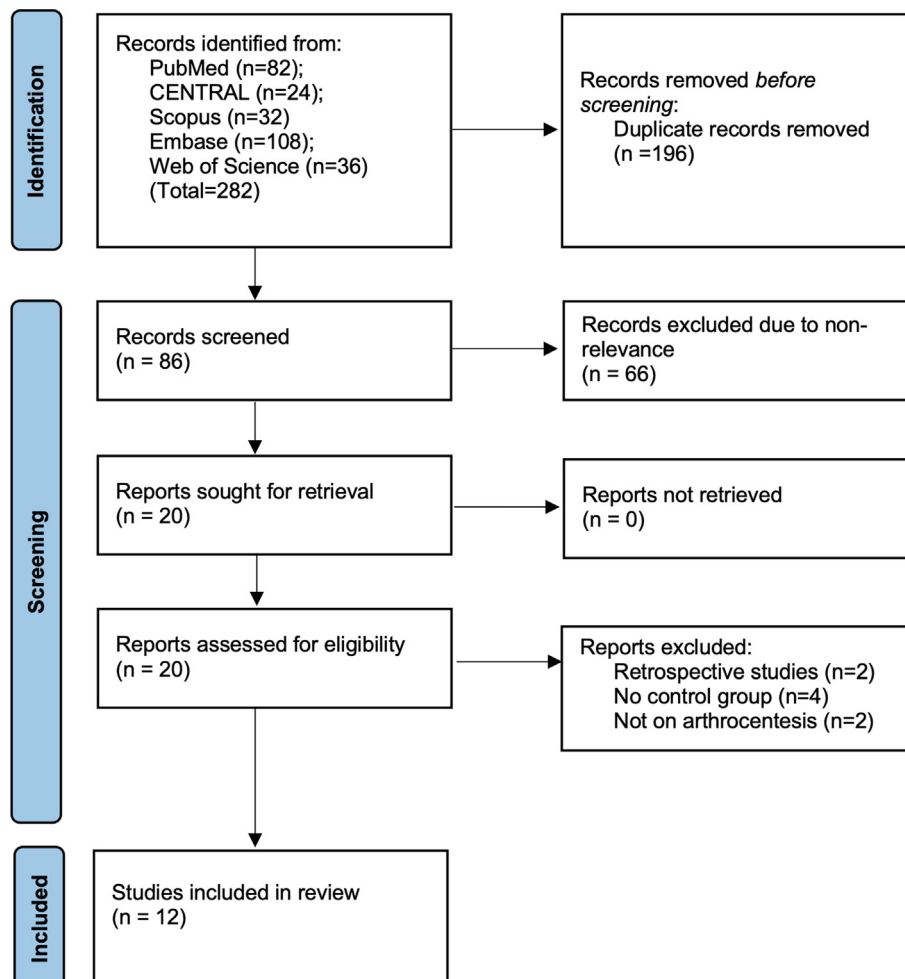 Identification
Records identified from:
PubMed (n=82);
CENTRAL (n=24);
Scopus (n=32)
Embase (n=108);
Web of Science (n=36)
(Total=282)
Records removed before
screening:
Duplicate records removed
(n =196)
Screening
Records screened
(n = 86)
Records excluded due to non-
relevance
(n = 66)
Reports sought for retrieval
(n = 20)
Reports not retrieved
(n = 0)
Reports assessed for eligibility
(n = 20)
Reports excluded:
Retrospective studies (n=2)
No control group (n=4)
Not on arthrocentesis (n=2)
Included
Studies included in review
(n = 12)